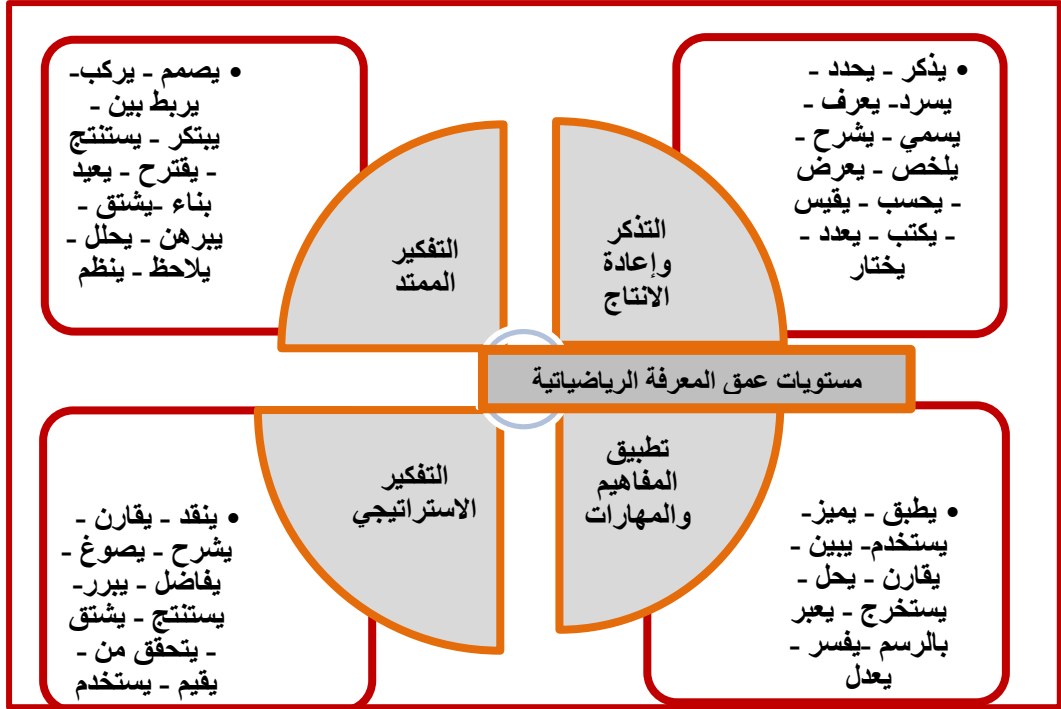 • يذكر - يحدد -
يسرد- يعرف -
يسمي - يشرح -
يلخص - يعرض
- يحسب - يقيس
- يكتب - يعدد -
يختار
التذكر
وإعادة
الانتاج
• يصمم - يركب-
يربط بين -
يبتكر - يستنتج
- يقترح - يعيد
بناء -يشتق -
يبرهن - يحلل -
يلاحظ - ينظم
التفكير
الممتد
مستويات عمق المعرفة الرياضياتية
• يطبق - يميز-
يستخدم- يبين -
يقارن - يحل -
يستخرج - يعبر
بالرسم -يفسر -
يعدل
تطبيق
المفاهيم
والمهارات
التفكير
الاستراتيجي
• ينقد - يقارن -
يشرح - يصوغ -
يفاضل - يبرر-
يستنتج - يشتق
- يتحقق من -
يقيم - يستخدم